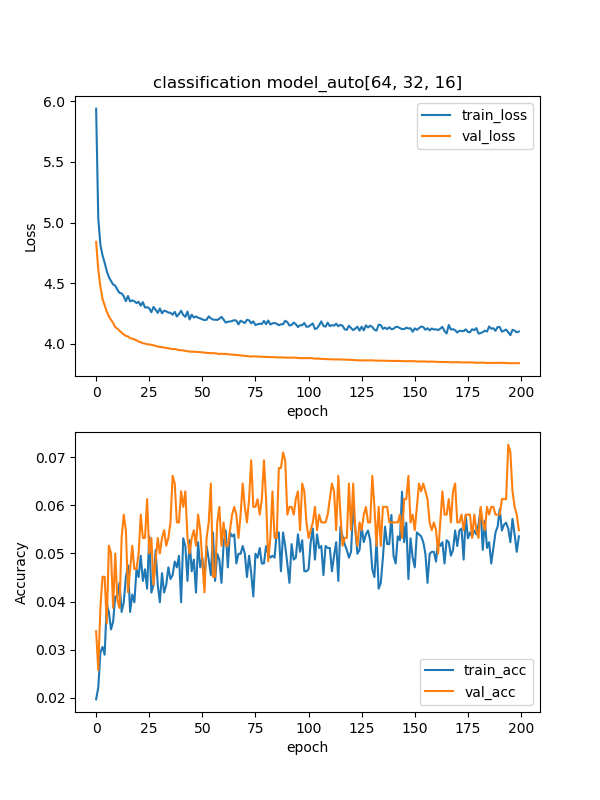 classification model_auto[64, 32, 16]
6.0
5.5
5.0
4.5
4.0
Loss
train_loss
val_loss
0 25 50 75 100 125 150 175 200
epoch
0.07
0.06
0.05
0.04
0.03
0.02
Accuracy
train_acc
val_acc
0 25 50 75 100 125 150 175 200
epoch